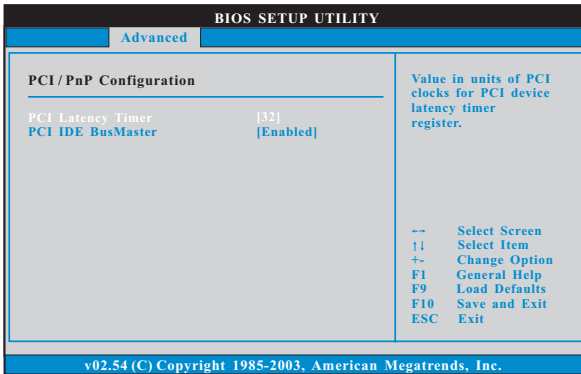 BIOS SETUP UTILITY
Advanced
PCI / PnP Configuration
PCI Latency Timer [32]
PCI IDE BusMaster [Enabled]
Value in units of PCI
clocks for PCI device
latency timer
register.
←→ Select Screen
↑↓ Select Item
+- Change Option
F1 General Help
F9 Load Defaults
F10 Save and Exit
ESC Exit
v02.54 (C) Copyright 1985-2003, American Megatrends, Inc.